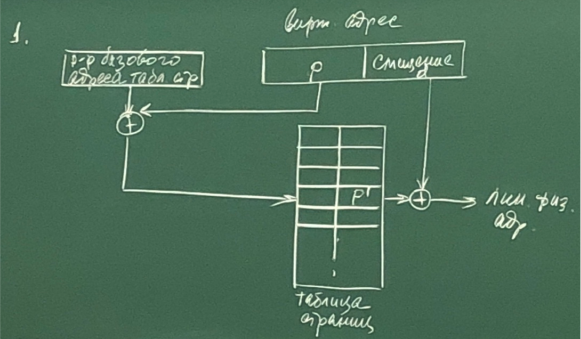 1.
вирт. адрес
р-р базового
адреса табл. стр
p
смещение
+
p'
+
лин. физ.
адр.
таблица
страниц